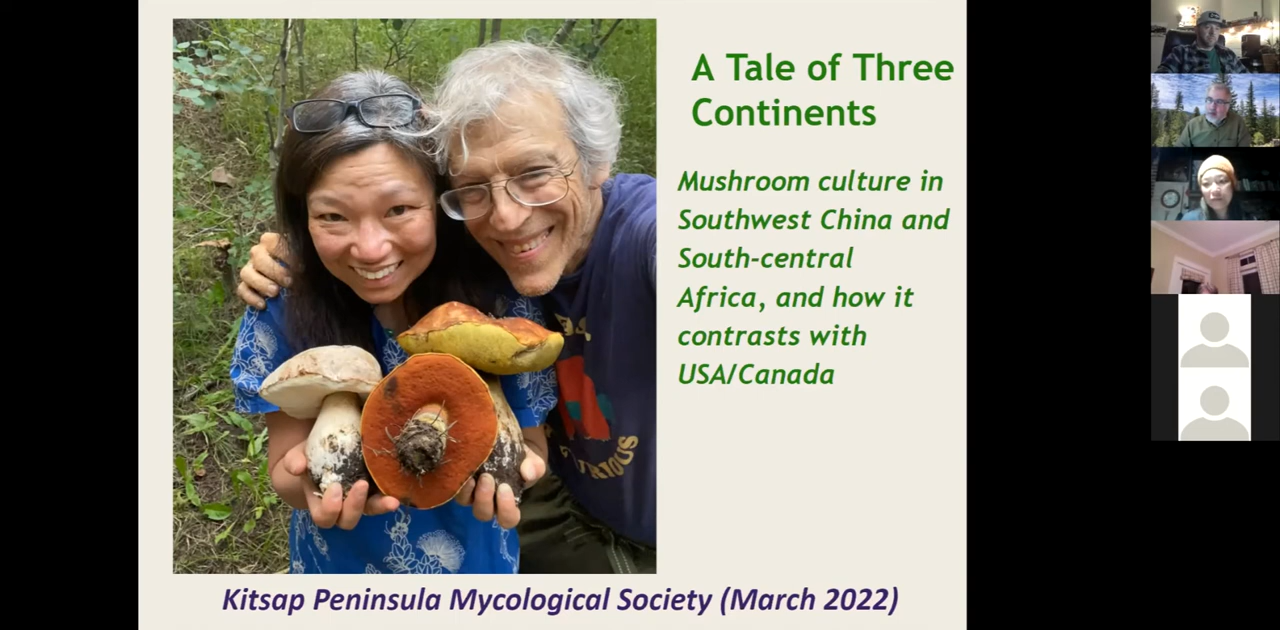 A Tale of Three
Continents
Mushroom culture in
Southwest China and
South-central
Africa, and how it
contrasts with
USA/Canada
Kitsap Peninsula Mycological Society (March 2022)